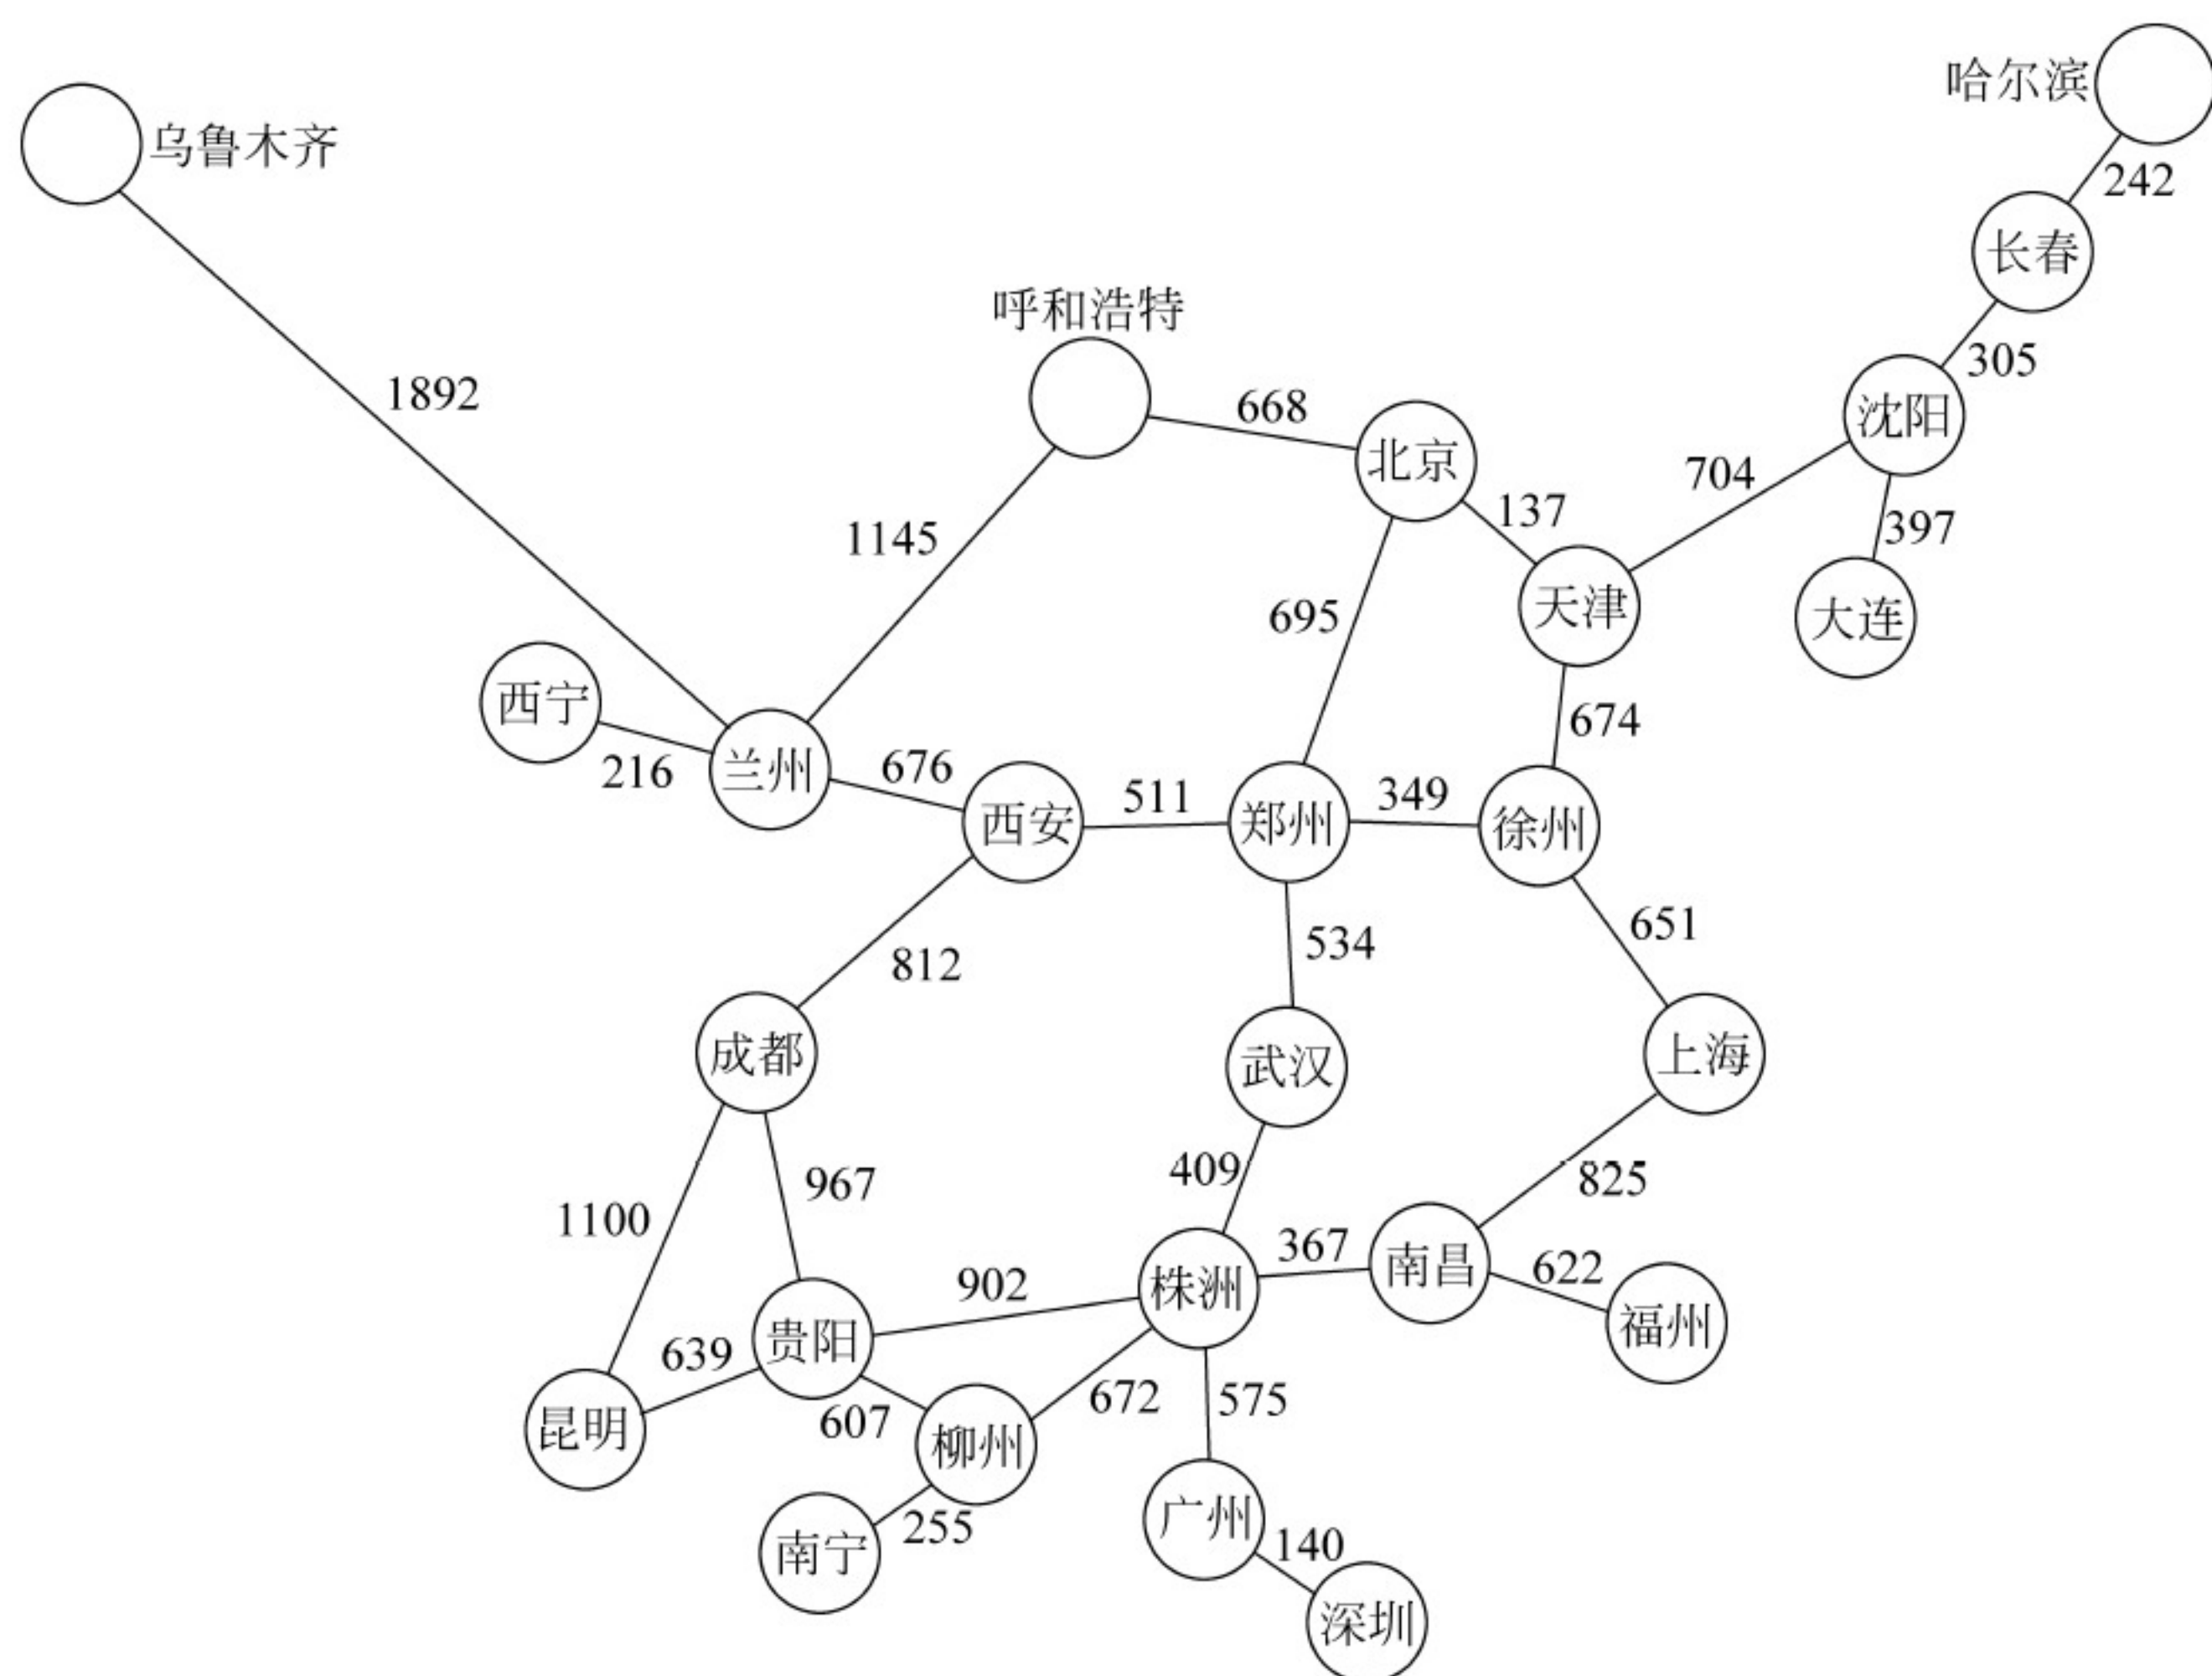 哈尔滨
乌鲁木齐
242
长春
呼和浩特
305
1892
668
沈阳
北京
704
137
397
1145
天津
大连
695
西宁
674
216
兰州
676
西安
511
郑州
349
徐州
651
534
812
成都
武汉
上海
409
967
825
1100
367
南昌
622
902
株洲
福州
贵阳
639
672
575
607
昆明
柳州
255
广州
140
南宁
深圳